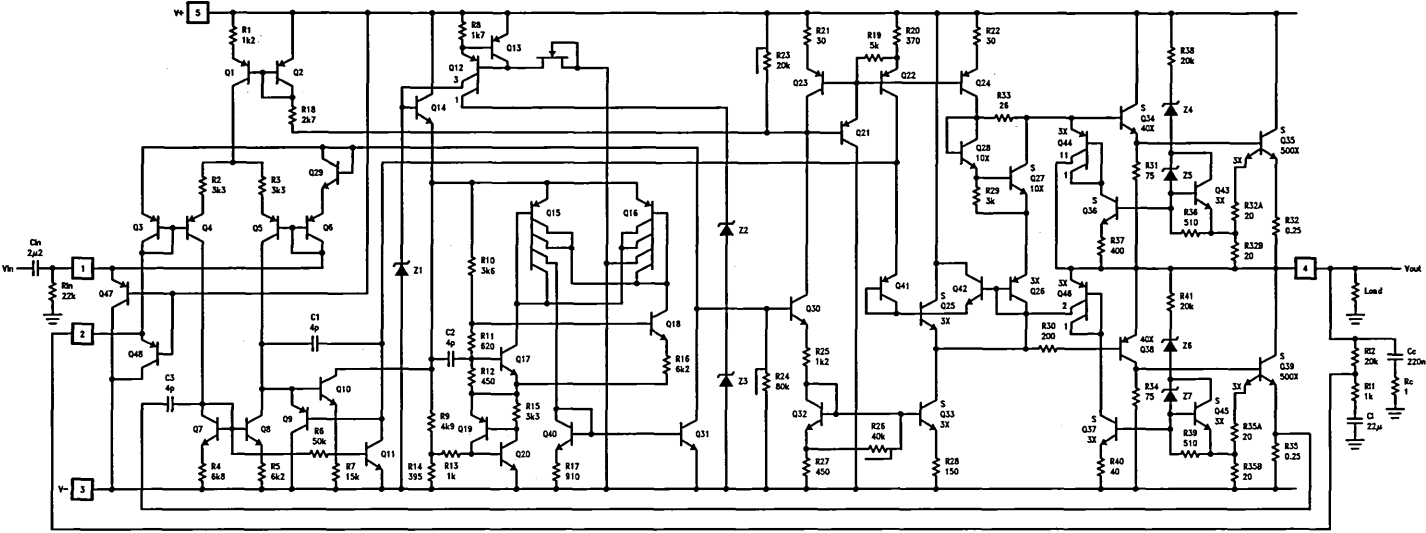 V+ 5
R1
1k2
Q1
Q2
R18
2k7
R8
1k7
Q13
Q12
3
1
Q14
R23
20k
R21
30
Q23
R19
5k
R20
370
Q22
Q21
R22
30
Q24
R33
26
Q28
10X
R29
3k
S
Q27
10X
3X
Q44
11
1
S
Q36
R37
400
S
Q34
40X
R31
75
R38
20k
Z4
Z5
Q43
3X
R36
510
S
Q35
500X
3X
R32A
20
R32B
20
R32
0.25
R2
3k3
R3
3k3
Q29
Q3
Q4
Q5
Q6
Cin
2µ2
Vin
1
Rin
22k
Q47
2
Q48
C3
4p
C1
4p
Q7
Q8
Q9
Q10
R6
50k
Q11
R4
6k8
R5
6k2
R7
15k
Z1
R10
3k6
Q15
Q16
Z2
C2
4p
R11
620
R12
450
Q17
Q18
R16
6k2
R9
4k9
R15
3k3
Q19
Q20
R14
395
R13
1k
Q40
R17
910
Q31
Z3
R24
80k
Q30
R25
1k2
Q32
R26
40k
R27
450
Q41
S
Q25
3X
Q42
3X
Q26
S
Q33
3X
R28
150
R30
200
3X
Q46
2
1
S
Q37
3X
R40
40
40X
Q38
R34
75
R41
20k
Z6
Z7
S
Q45
3X
R39
510
S
Q39
500X
3X
R35A
20
R35B
20
R35
0.25
4
Vout
Load
R12
20k
Cc
220n
R11
1k
Rc
1
Ci
22µ
V- 3